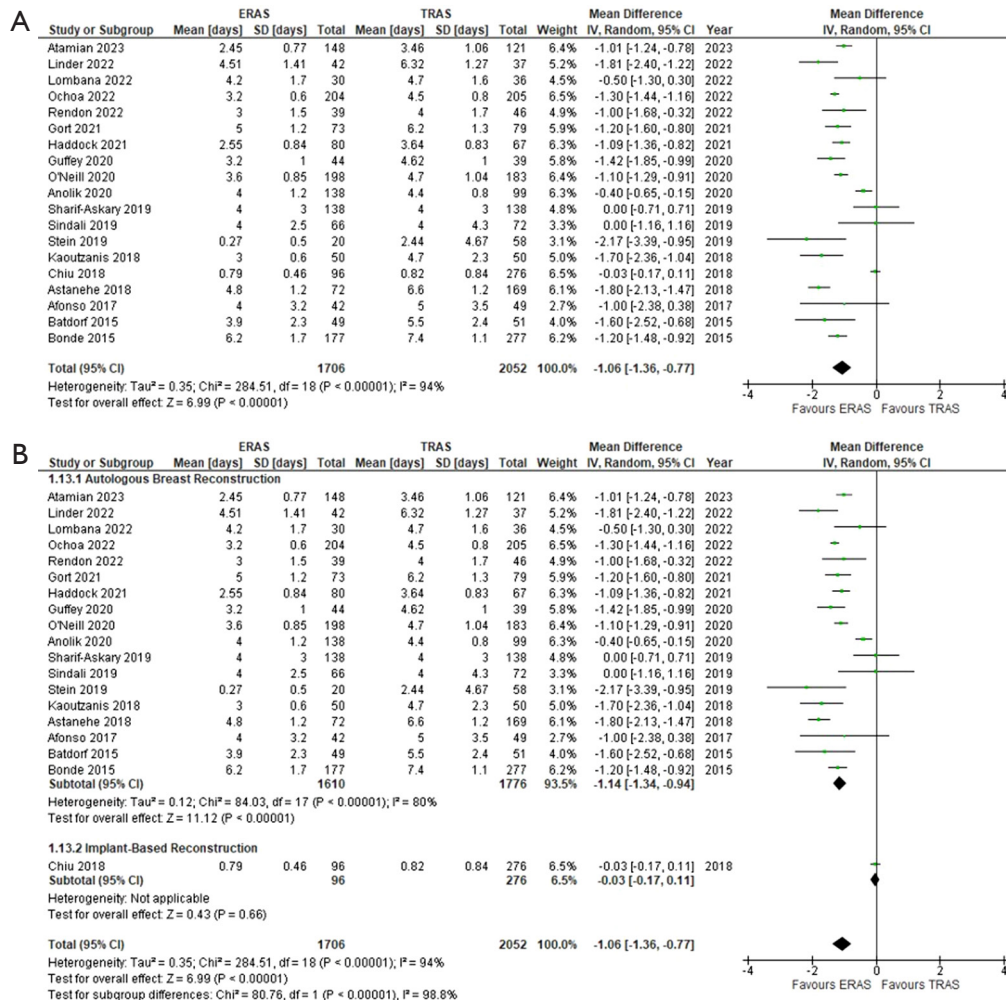 A
ERAS TRAS Mean Difference Mean Difference
Study or Subgroup Mean [days] SD [days] Total Mean [days] SD [days] Total Weight IV, Random, 95% CI Year IV, Random, 95% CI
Atamian 2023 2.45 0.77 148 3.46 1.06 121 6.4% -1.01 [-1.24, -0.78] 2023
Linder 2022 4.51 1.41 42 6.32 1.27 37 5.2% -1.81 [-2.40, -1.22] 2022
Lombana 2022 4.2 1.7 30 4.7 1.6 36 4.5% -0.50 [-1.30, 0.30] 2022
Ochoa 2022 3.2 0.6 204 4.5 0.8 205 6.5% -1.30 [-1.44, -1.16] 2022
Rendon 2022 3 1.5 39 4 1.7 46 4.9% -1.00 [-1.68, -0.32] 2022
Gort 2021 5 1.2 73 6.2 1.3 79 6.0% -1.20 [-1.60, -0.80] 2021
Haddock 2021 2.55 0.84 80 3.64 0.83 67 6.3% -1.09 [-1.36, -0.82] 2021
Guffey 2020 3.2 1 44 4.62 1 39 5.9% -1.42 [-1.85, -0.99] 2020
O'Neill 2020 3.6 0.85 198 4.7 1.04 183 6.5% -1.10 [-1.29, -0.91] 2020
Anolik 2020 4 1.2 138 4.4 0.8 99 6.4% -0.40 [-0.65, -0.15] 2020
Sharif-Askary 2019 4 3 138 4 3 138 4.8% 0.00 [-0.71, 0.71] 2019
Sindali 2019 4 2.5 66 4 4.3 72 3.3% 0.00 [-1.16, 1.16] 2019
Stein 2019 0.27 0.5 20 2.44 4.67 58 3.1% -2.17 [-3.39, -0.95] 2019
Kaoutzanis 2018 3 0.6 50 4.7 2.3 50 5.0% -1.70 [-2.36, -1.04] 2018
Chiu 2018 0.79 0.46 96 0.82 0.84 276 6.5% -0.03 [-0.17, 0.11] 2018
Astanehe 2018 4.8 1.2 72 6.6 1.2 169 6.2% -1.80 [-2.13, -1.47] 2018
Afonso 2017 4 3.2 42 5 3.5 49 2.7% -1.00 [-2.38, 0.38] 2017
Batdorf 2015 3.9 2.3 49 5.5 2.4 51 4.0% -1.60 [-2.52, -0.68] 2015
Bonde 2015 6.2 1.7 177 7.4 1.1 277 6.2% -1.20 [-1.48, -0.92] 2015
Total (95% CI) 1706 2052 100.0% -1.06 [-1.36, -0.77]
Heterogeneity: Tau² = 0.35; Chi² = 284.51, df = 18 (P < 0.00001); I² = 94%
Test for overall effect: Z = 6.99 (P < 0.00001)
-4 -2 0 2 4
Favours ERAS Favours TRAS
B
ERAS TRAS Mean Difference Mean Difference
Study or Subgroup Mean [days] SD [days] Total Mean [days] SD [days] Total Weight IV, Random, 95% CI Year IV, Random, 95% CI
1.13.1 Autologous Breast Reconstruction
Atamian 2023 2.45 0.77 148 3.46 1.06 121 6.4% -1.01 [-1.24, -0.78] 2023
Linder 2022 4.51 1.41 42 6.32 1.27 37 5.2% -1.81 [-2.40, -1.22] 2022
Lombana 2022 4.2 1.7 30 4.7 1.6 36 4.5% -0.50 [-1.30, 0.30] 2022
Ochoa 2022 3.2 0.6 204 4.5 0.8 205 6.5% -1.30 [-1.44, -1.16] 2022
Rendon 2022 3 1.5 39 4 1.7 46 4.9% -1.00 [-1.68, -0.32] 2022
Gort 2021 5 1.2 73 6.2 1.3 79 6.0% -1.20 [-1.60, -0.80] 2021
Haddock 2021 2.55 0.84 80 3.64 0.83 67 6.3% -1.09 [-1.36, -0.82] 2021
Guffey 2020 3.2 1 44 4.62 1 39 5.9% -1.42 [-1.85, -0.99] 2020
O'Neill 2020 3.6 0.85 198 4.7 1.04 183 6.5% -1.10 [-1.29, -0.91] 2020
Anolik 2020 4 1.2 138 4.4 0.8 99 6.4% -0.40 [-0.65, -0.15] 2020
Sharif-Askary 2019 4 3 138 4 3 138 4.8% 0.00 [-0.71, 0.71] 2019
Sindali 2019 4 2.5 66 4 4.3 72 3.3% 0.00 [-1.16, 1.16] 2019
Stein 2019 0.27 0.5 20 2.44 4.67 58 3.1% -2.17 [-3.39, -0.95] 2019
Kaoutzanis 2018 3 0.6 50 4.7 2.3 50 5.0% -1.70 [-2.36, -1.04] 2018
Astanehe 2018 4.8 1.2 72 6.6 1.2 169 6.2% -1.80 [-2.13, -1.47] 2018
Afonso 2017 4 3.2 42 5 3.5 49 2.7% -1.00 [-2.38, 0.38] 2017
Batdorf 2015 3.9 2.3 49 5.5 2.4 51 4.0% -1.60 [-2.52, -0.68] 2015
Bonde 2015 6.2 1.7 177 7.4 1.1 277 6.2% -1.20 [-1.48, -0.92] 2015
Subtotal (95% CI) 1610 1776 93.5% -1.14 [-1.34, -0.94]
Heterogeneity: Tau² = 0.12; Chi² = 84.03, df = 17 (P < 0.00001); I² = 80%
Test for overall effect: Z = 11.12 (P < 0.00001)
1.13.2 Implant-Based Reconstruction
Chiu 2018 0.79 0.46 96 0.82 0.84 276 6.5% -0.03 [-0.17, 0.11] 2018
Subtotal (95% CI) 96 276 6.5% -0.03 [-0.17, 0.11]
Heterogeneity: Not applicable
Test for overall effect: Z = 0.43 (P = 0.66)
Total (95% CI) 1706 2052 100.0% -1.06 [-1.36, -0.77]
Heterogeneity: Tau² = 0.35; Chi² = 284.51, df = 18 (P < 0.00001); I² = 94%
Test for overall effect: Z = 6.99 (P < 0.00001)
Test for subgroup differences: Chi² = 80.76, df = 1 (P < 0.00001), I² = 98.8%
-4 -2 0 2 4
Favours ERAS Favours TRAS